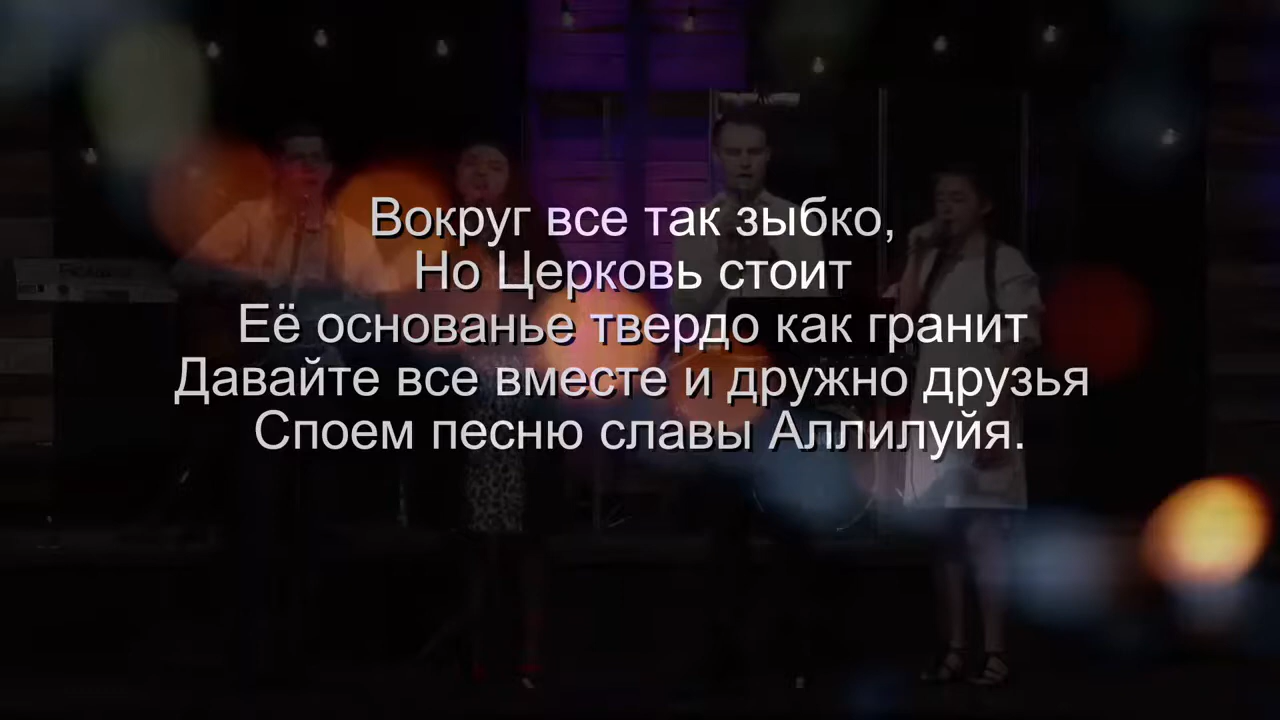 Вокруг все так зыбко,
Но Церковь стоит
Её основанье твердо как гранит
Давайте все вместе и дружно друзья
Споем песню славы Аллилуйя.